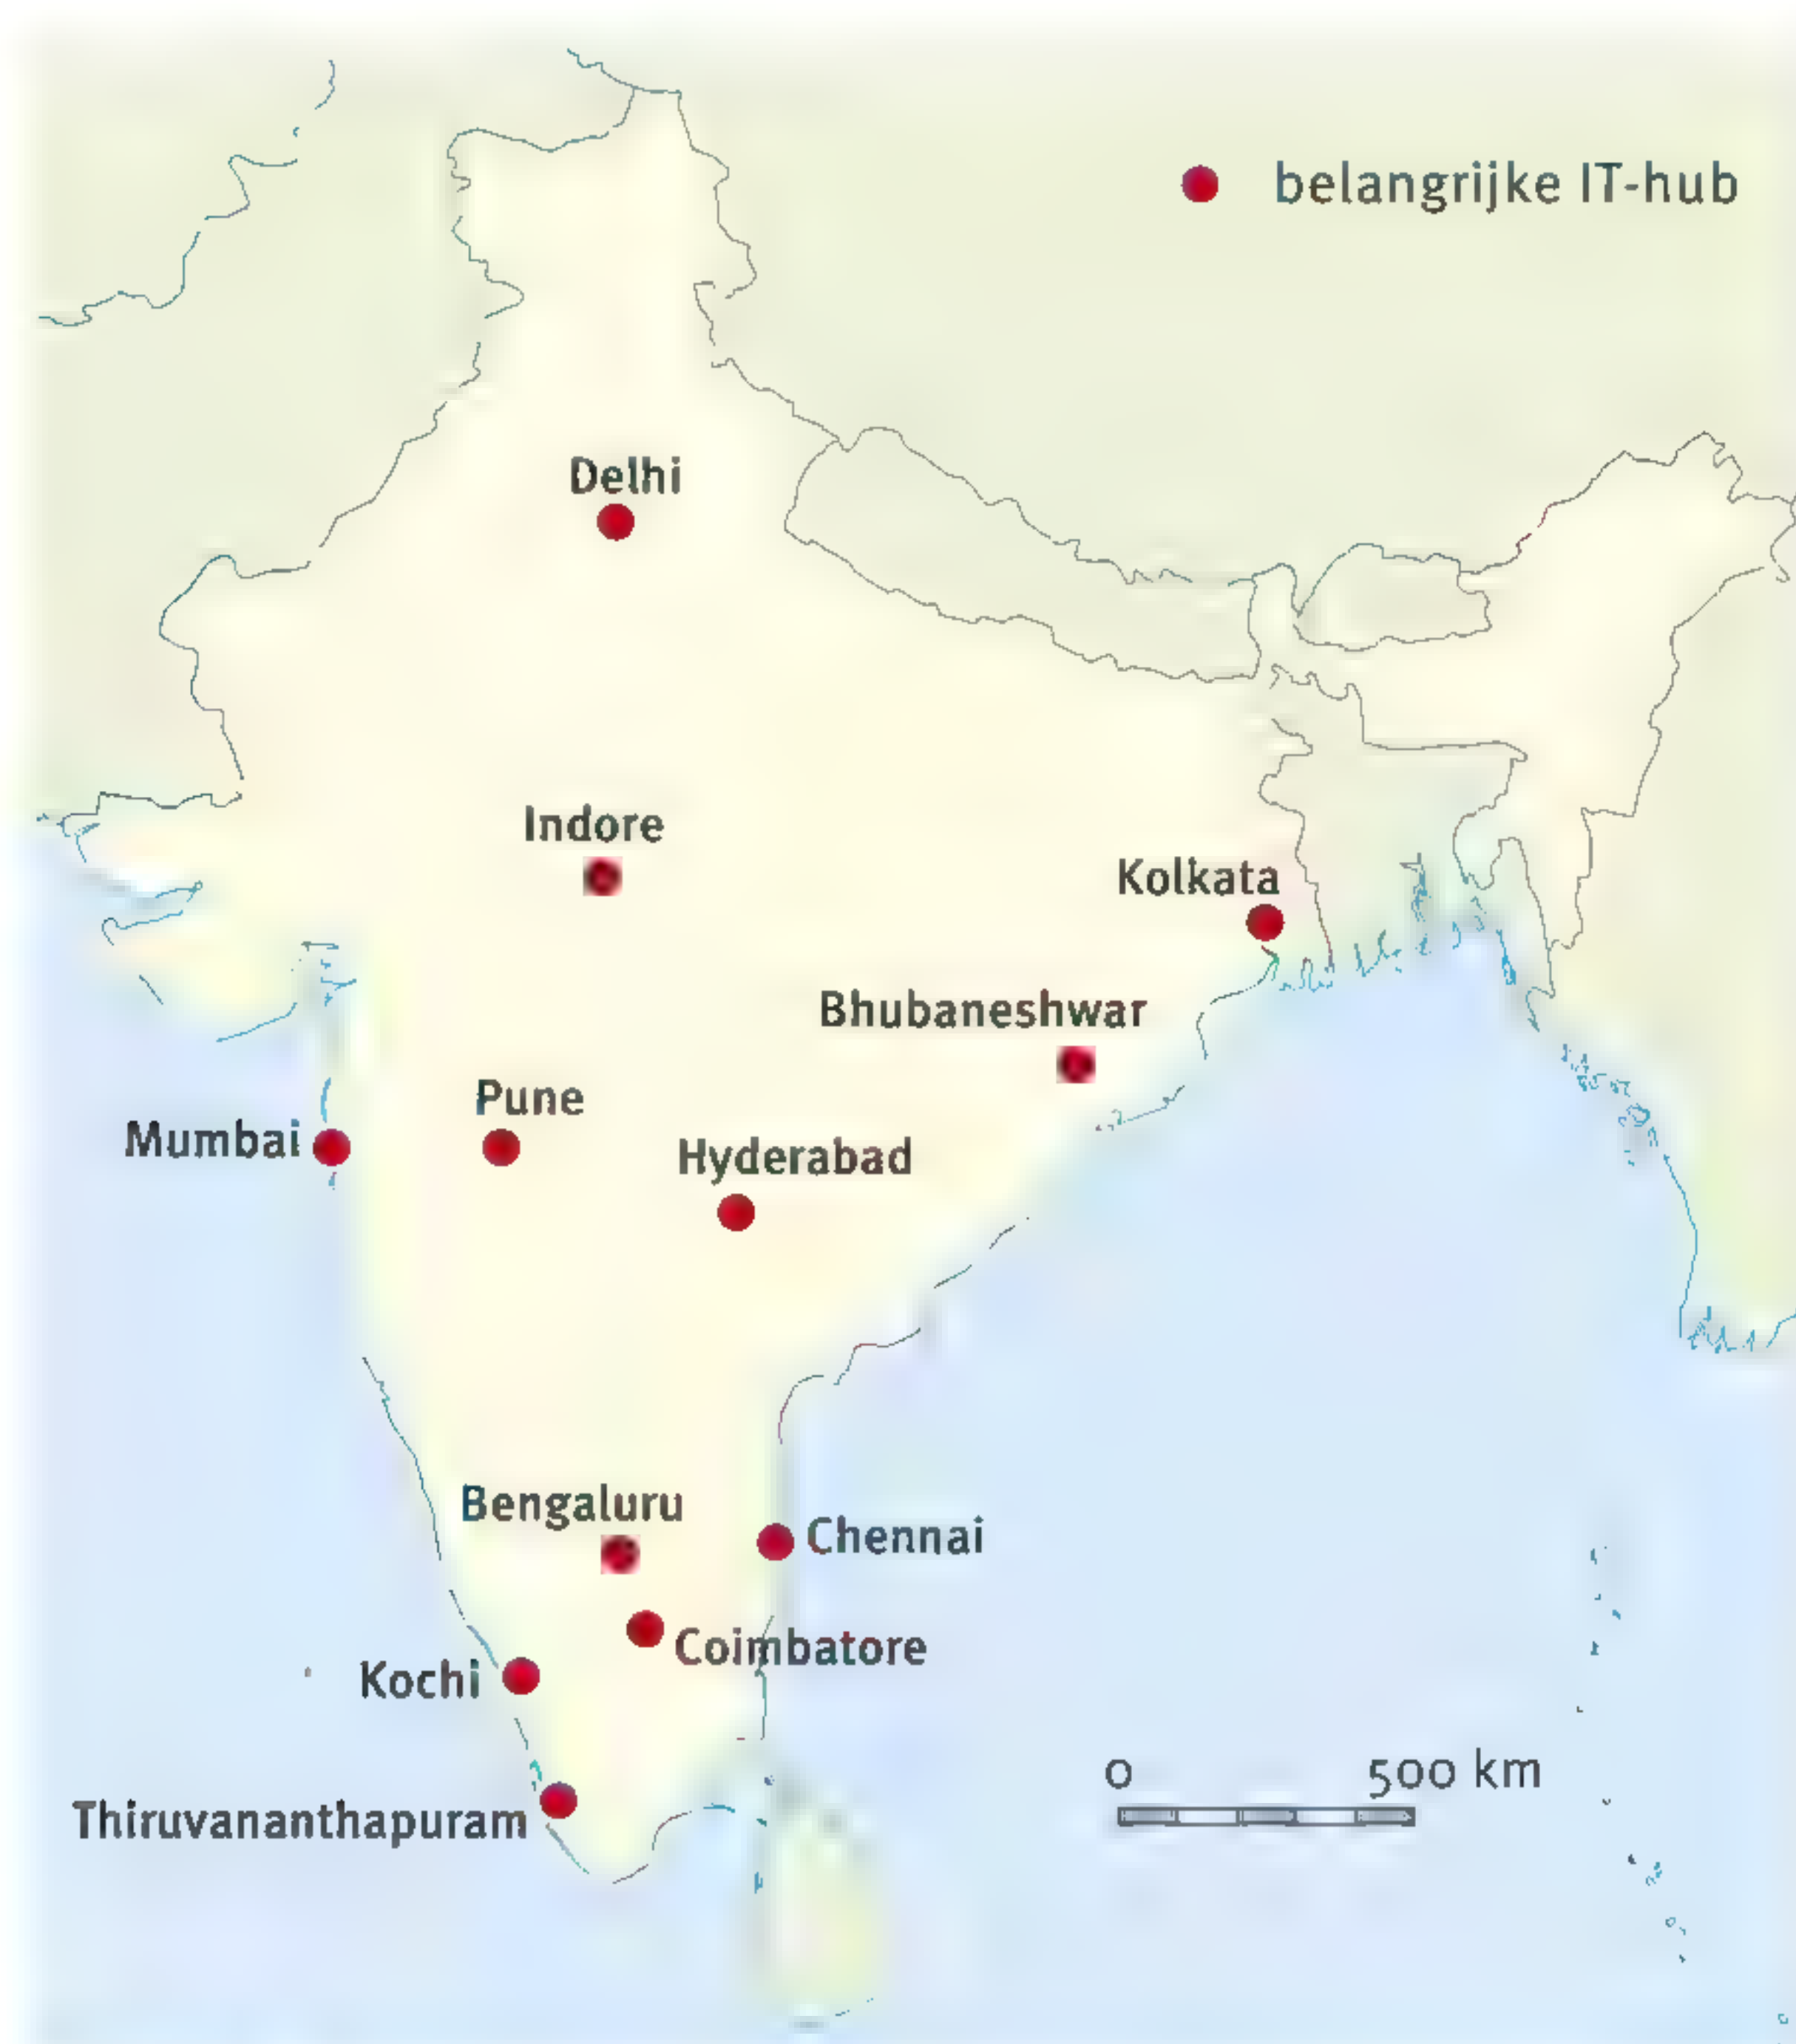 belangrijke IT-hub
Delhi
Indore
Kolkata
Bhubaneshwar
Pune
Mumbai
Hyderabad
Bengaluru
Chennai
Coimbatore
Kochi
0 500 km
Thiruvananthapuram